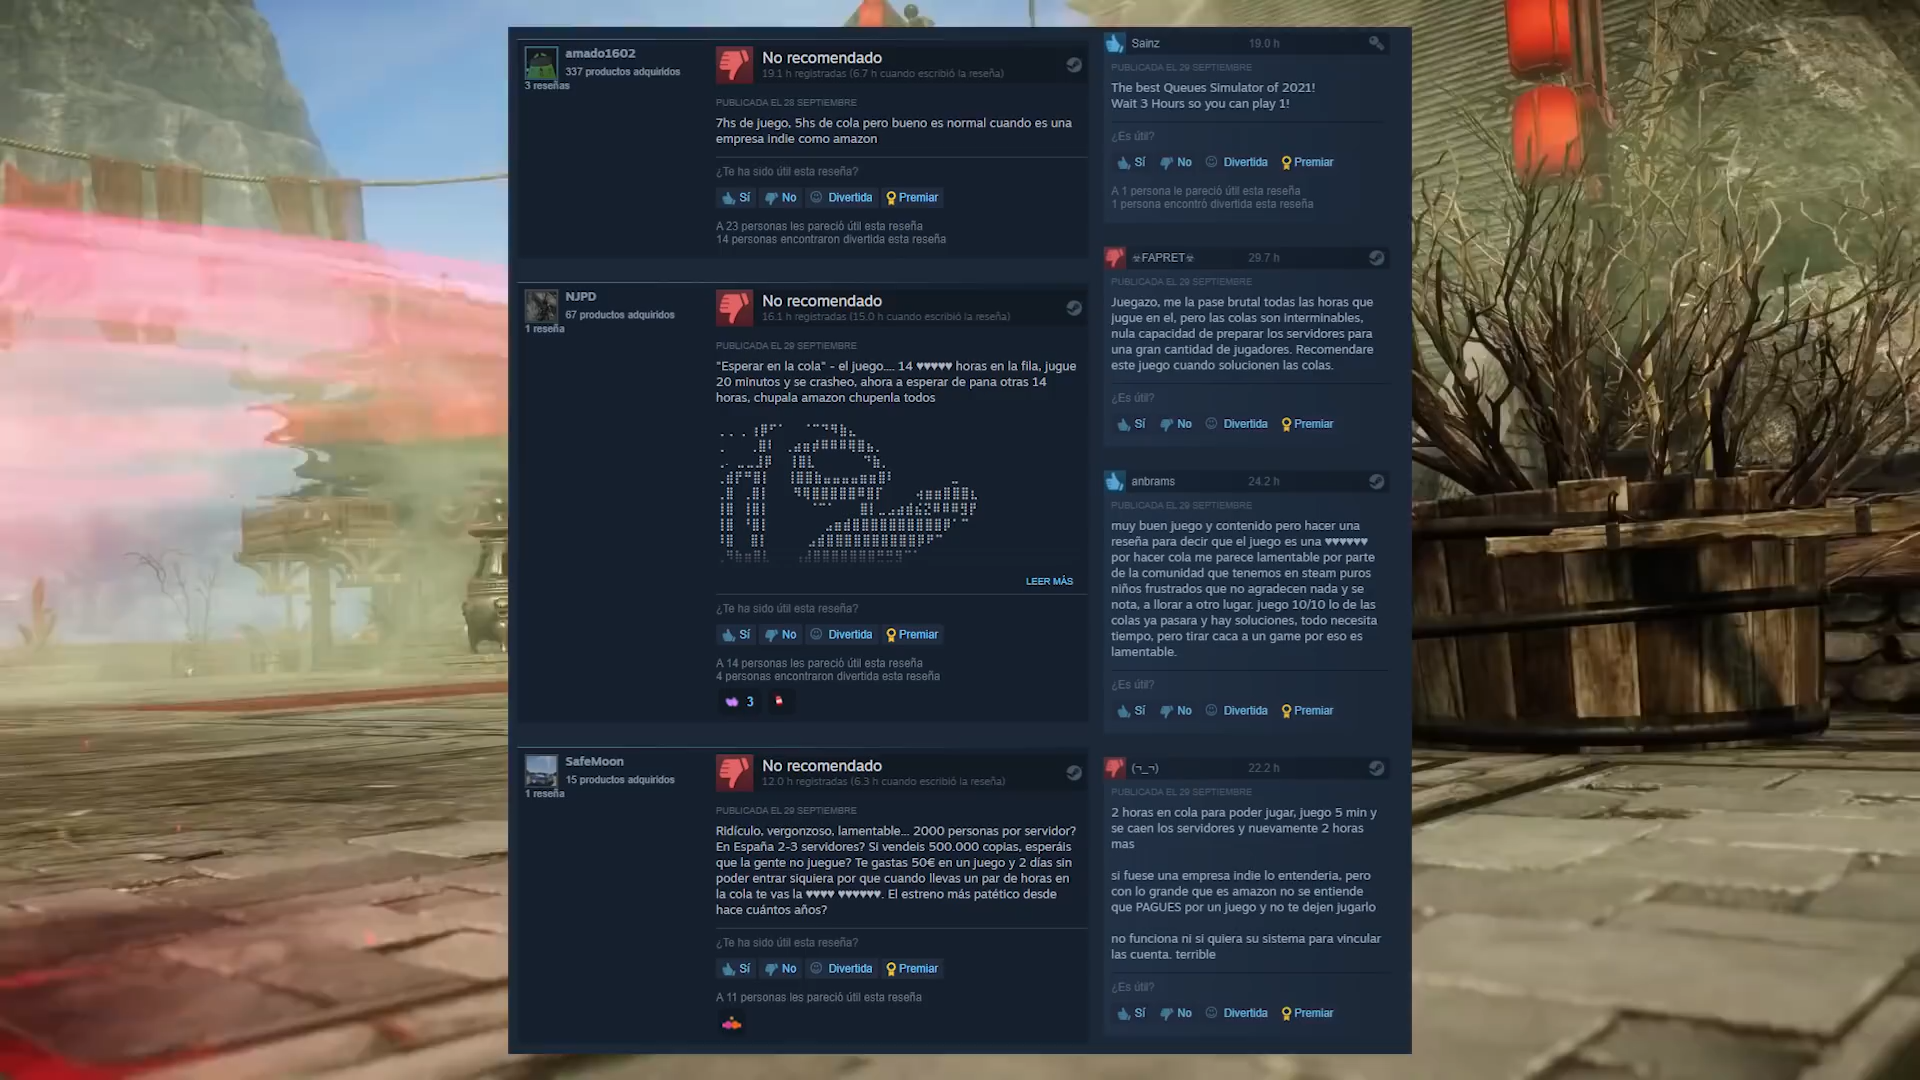 amado1602
337 productos adquiridos
3 reseñas
No recomendado
19.1 h registradas (6.7 h cuando escribió la reseña)
PUBLICADA EL 28 SEPTIEMBRE
7hs de juego, 5hs de cola pero bueno es normal cuando es una
empresa indie como amazon
¿Te ha sido útil esta reseña?
Sí No Divertida Premiar
A 23 personas les pareció útil esta reseña
14 personas encontraron divertida esta reseña
NJPD
67 productos adquiridos
1 reseña
No recomendado
16.1 h registradas (15.0 h cuando escribió la reseña)
PUBLICADA EL 29 SEPTIEMBRE
"Esperar en la cola" - el juego.... 14 ♥♥♥♥♥ horas en la fila, jugue
20 minutos y se crasheo, ahora a esperar de pana otras 14
horas, chupala amazon chupenla todos
LEER MÁS
¿Te ha sido útil esta reseña?
Sí No Divertida Premiar
A 14 personas les pareció útil esta reseña
4 personas encontraron divertida esta reseña
3
SafeMoon
15 productos adquiridos
1 reseña
No recomendado
12.0 h registradas (6.3 h cuando escribió la reseña)
PUBLICADA EL 29 SEPTIEMBRE
Ridículo, vergonzoso, lamentable... 2000 personas por servidor?
En España 2-3 servidores? Si vendeis 500.000 copias, esperáis
que la gente no juegue? Te gastas 50€ en un juego y 2 días sin
poder entrar siquiera por que cuando llevas un par de horas en
la cola te vas la ♥♥♥♥ ♥♥♥♥♥♥. El estreno más patético desde
hace cuántos años?
¿Te ha sido útil esta reseña?
Sí No Divertida Premiar
A 11 personas les pareció útil esta reseña
Sainz 19.0 h
PUBLICADA EL 29 SEPTIEMBRE
The best Queues Simulator of 2021!
Wait 3 Hours so you can play 1!
¿Es útil?
Sí No Divertida Premiar
A 1 persona le pareció útil esta reseña
1 persona encontró divertida esta reseña
☣FAPRET☣ 29.7 h
PUBLICADA EL 29 SEPTIEMBRE
Juegazo, me la pase brutal todas las horas que
jugue en el, pero las colas son interminables,
nula capacidad de preparar los servidores para
una gran cantidad de jugadores. Recomendare
este juego cuando solucionen las colas.
¿Es útil?
Sí No Divertida Premiar
anbrams 24.2 h
PUBLICADA EL 29 SEPTIEMBRE
muy buen juego y contenido pero hacer una
reseña para decir que el juego es una ♥♥♥♥♥♥
por hacer cola me parece lamentable por parte
de la comunidad que tenemos en steam puros
niños frustrados que no agradecen nada y se
nota, a llorar a otro lugar. juego 10/10 lo de las
colas ya pasara y hay soluciones, todo necesita
tiempo, pero tirar caca a un game por eso es
lamentable.
¿Es útil?
Sí No Divertida Premiar
(¬_¬) 22.2 h
PUBLICADA EL 29 SEPTIEMBRE
2 horas en cola para poder jugar, juego 5 min y
se caen los servidores y nuevamente 2 horas
mas
si fuese una empresa indie lo entenderia, pero
con lo grande que es amazon no se entiende
que PAGUES por un juego y no te dejen jugarlo
no funciona ni si quiera su sistema para vincular
las cuenta. terrible
¿Es útil?
Sí No Divertida Premiar